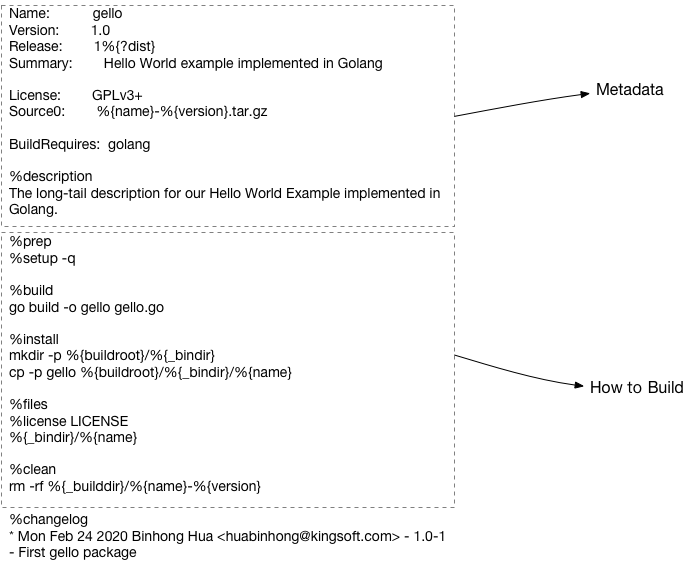 Name: gello
Version: 1.0
Release: 1%{?dist}
Summary: Hello World example implemented in Golang
License: GPLv3+
Source0: %{name}-%{version}.tar.gz
BuildRequires: golang
%description
The long-tail description for our Hello World Example implemented in
Golang.
Metadata
%prep
%setup -q
%build
go build -o gello gello.go
%install
mkdir -p %{buildroot}/%{_bindir}
cp -p gello %{buildroot}/%{_bindir}/%{name}
%files
%license LICENSE
%{_bindir}/%{name}
%clean
rm -rf %{_builddir}/%{name}-%{version}
How to Build
%changelog
* Mon Feb 24 2020 Binhong Hua <huabinhong@kingsoft.com> - 1.0-1
- First gello package